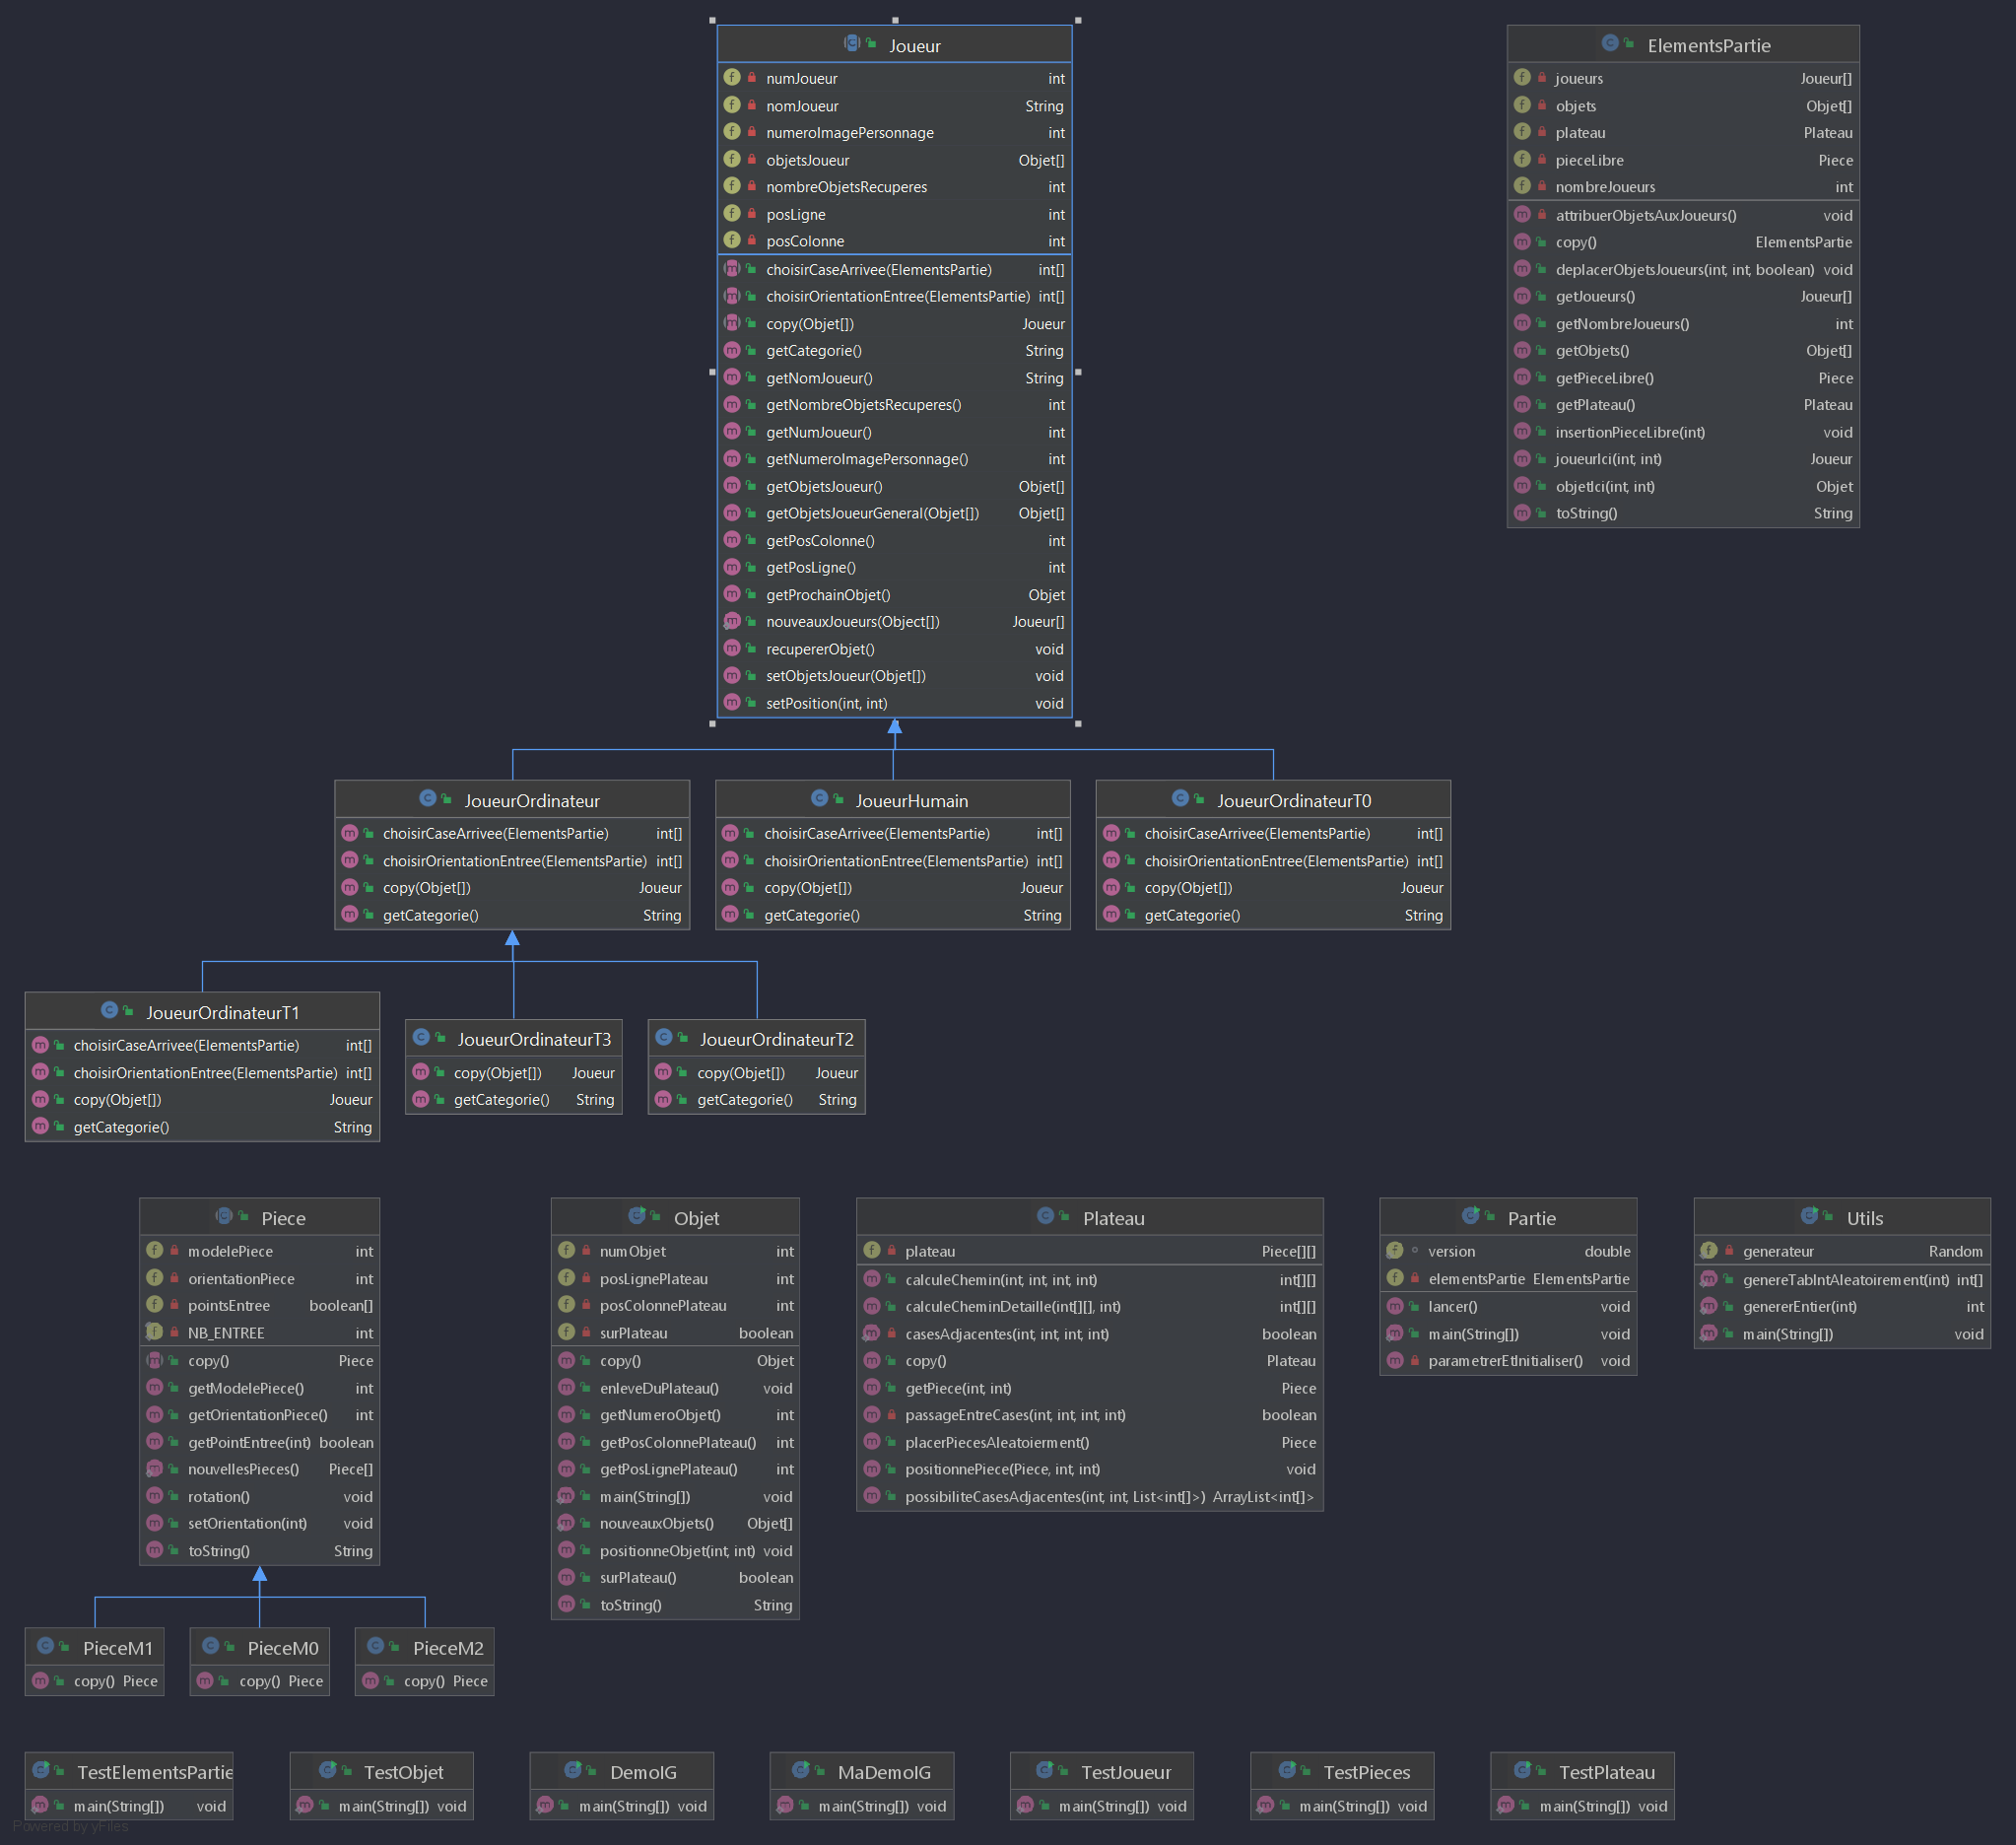 Joueur
numJoueur int
nomJoueur String
numeroImagePersonnage int
objetsJoueur Objet[]
nombreObjetsRecuperes int
posLigne int
posColonne int
choisirCaseArrivee(ElementsPartie) int[]
choisirOrientationEntree(ElementsPartie) int[]
copy(Objet[]) Joueur
getCategorie() String
getNomJoueur() String
getNombreObjetsRecuperes() int
getNumJoueur() int
getNumeroImagePersonnage() int
getObjetsJoueur() Objet[]
getObjetsJoueurGeneral(Objet[]) Objet[]
getPosColonne() int
getPosLigne() int
getProchainObjet() Objet
nouveauxJoueurs(Object[]) Joueur[]
recupererObjet() void
setObjetsJoueur(Objet[]) void
setPosition(int, int) void
ElementsPartie
joueurs Joueur[]
objets Objet[]
plateau Plateau
pieceLibre Piece
nombreJoueurs int
attribuerObjetsAuxJoueurs() void
copy() ElementsPartie
deplacerObjetsJoueurs(int, int, boolean) void
getJoueurs() Joueur[]
getNombreJoueurs() int
getObjets() Objet[]
getPieceLibre() Piece
getPlateau() Plateau
insertionPieceLibre(int) void
joueurIci(int, int) Joueur
objetIci(int, int) Objet
toString() String
JoueurOrdinateur
choisirCaseArrivee(ElementsPartie) int[]
choisirOrientationEntree(ElementsPartie) int[]
copy(Objet[]) Joueur
getCategorie() String
JoueurHumain
choisirCaseArrivee(ElementsPartie) int[]
choisirOrientationEntree(ElementsPartie) int[]
copy(Objet[]) Joueur
getCategorie() String
JoueurOrdinateurT0
choisirCaseArrivee(ElementsPartie) int[]
choisirOrientationEntree(ElementsPartie) int[]
copy(Objet[]) Joueur
getCategorie() String
JoueurOrdinateurT1
choisirCaseArrivee(ElementsPartie) int[]
choisirOrientationEntree(ElementsPartie) int[]
copy(Objet[]) Joueur
getCategorie() String
JoueurOrdinateurT3
copy(Objet[]) Joueur
getCategorie() String
JoueurOrdinateurT2
copy(Objet[]) Joueur
getCategorie() String
Piece
modelePiece int
orientationPiece int
pointsEntree boolean[]
NB_ENTREE int
copy() Piece
getModelePiece() int
getOrientationPiece() int
getPointEntree(int) boolean
nouvellesPieces() Piece[]
rotation() void
setOrientation(int) void
toString() String
Objet
numObjet int
posLignePlateau int
posColonnePlateau int
surPlateau boolean
copy() Objet
enleveDuPlateau() void
getNumeroObjet() int
getPosColonnePlateau() int
getPosLignePlateau() int
main(String[]) void
nouveauxObjets() Objet[]
positionneObjet(int, int) void
surPlateau() boolean
toString() String
Plateau
plateau Piece[][]
calculeChemin(int, int, int, int) int[][]
calculeCheminDetaille(int[][], int) int[][]
casesAdjacentes(int, int, int, int) boolean
copy() Plateau
getPiece(int, int) Piece
passageEntreCases(int, int, int, int) boolean
placerPiecesAleatoierment() Piece
positionnePiece(Piece, int, int) void
possibiliteCasesAdjacentes(int, int, List<int[]>) ArrayList<int[]>
Partie
version double
elementsPartie ElementsPartie
lancer() void
main(String[]) void
parametrerEtInitialiser() void
Utils
generateur Random
genereTabIntAleatoirement(int) int[]
genererEntier(int) int
main(String[]) void
PieceM1
copy() Piece
PieceM0
copy() Piece
PieceM2
copy() Piece
TestElementsPartie
main(String[]) void
TestObjet
main(String[]) void
DemoIG
main(String[]) void
MaDemoIG
main(String[]) void
TestJoueur
main(String[]) void
TestPieces
main(String[]) void
TestPlateau
main(String[]) void
Powered by yFiles